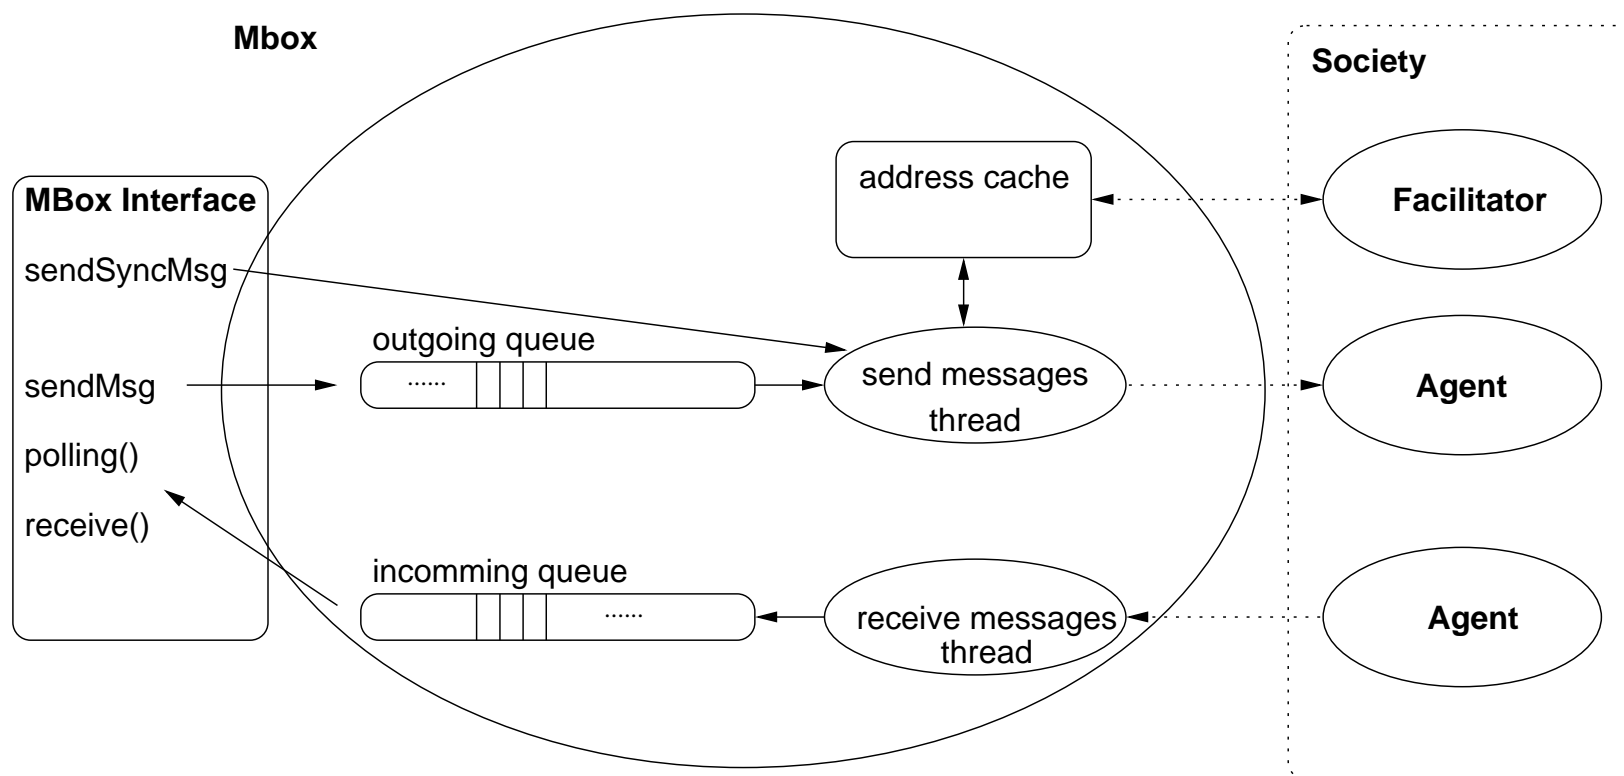 Mbox
Society
MBox Interface
sendSyncMsg
sendMsg
polling()
receive()
outgoing queue
......
incomming queue
......
address cache
send messages
thread
receive messages
thread
Facilitator
Agent
Agent